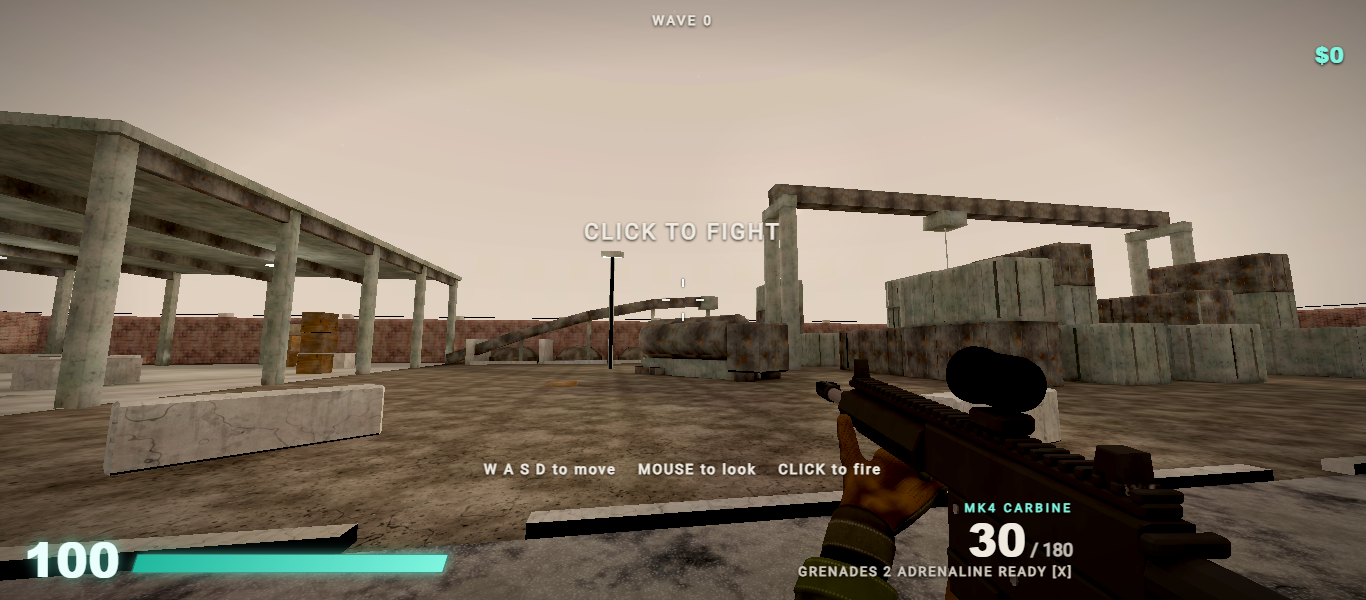 WAVE 0
$0
CLICK TO FIGHT
W A S D to move MOUSE to look CLICK to fire
MK4 CARBINE
30 / 180
GRENADES 2 ADRENALINE READY [X]
100